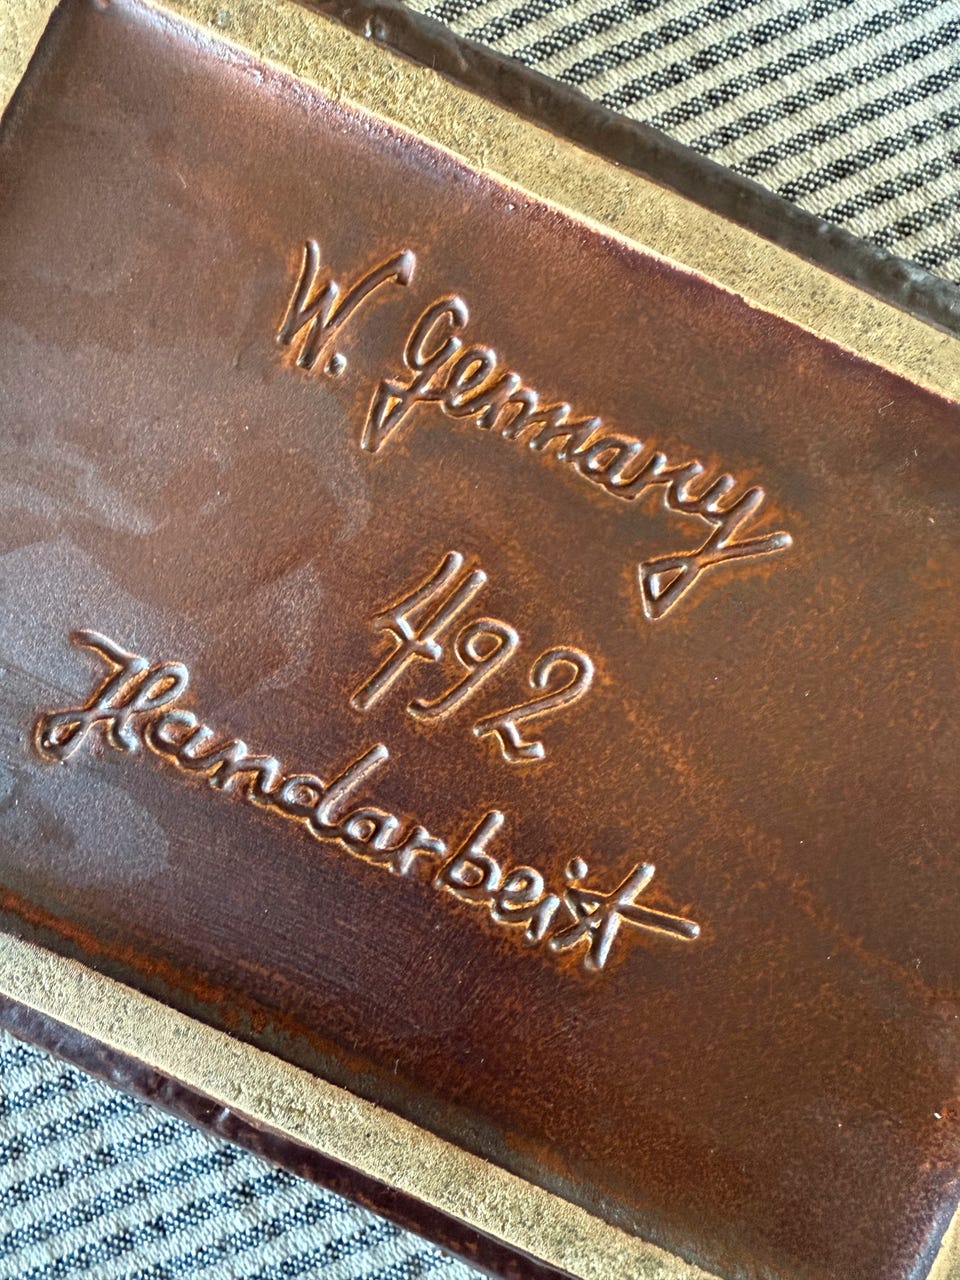 W. Germany
492
Handarbeit